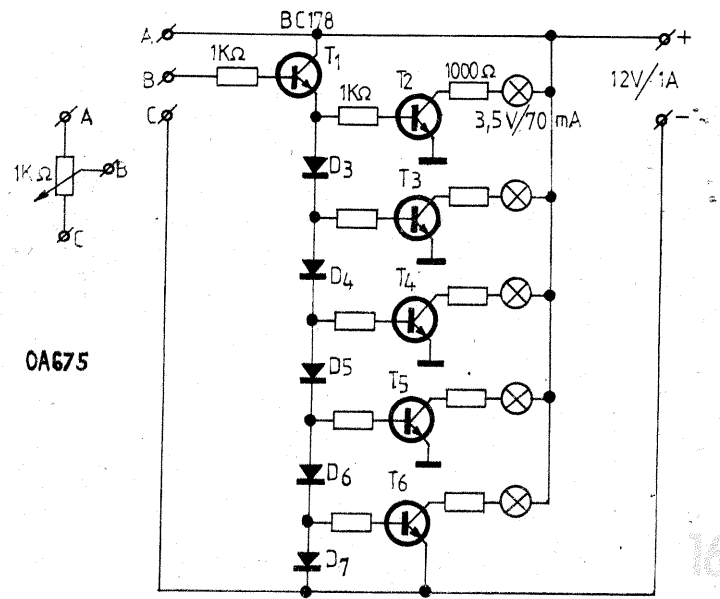 BC178
A
1KΩ
T1
+
B
1KΩ
T2
1000Ω
12V/1A
C
3,5V/70 mA
-
A
1KΩ
B
C
D3
T3
D4
T4
OA675
D5
T5
D6
T6
D7
16